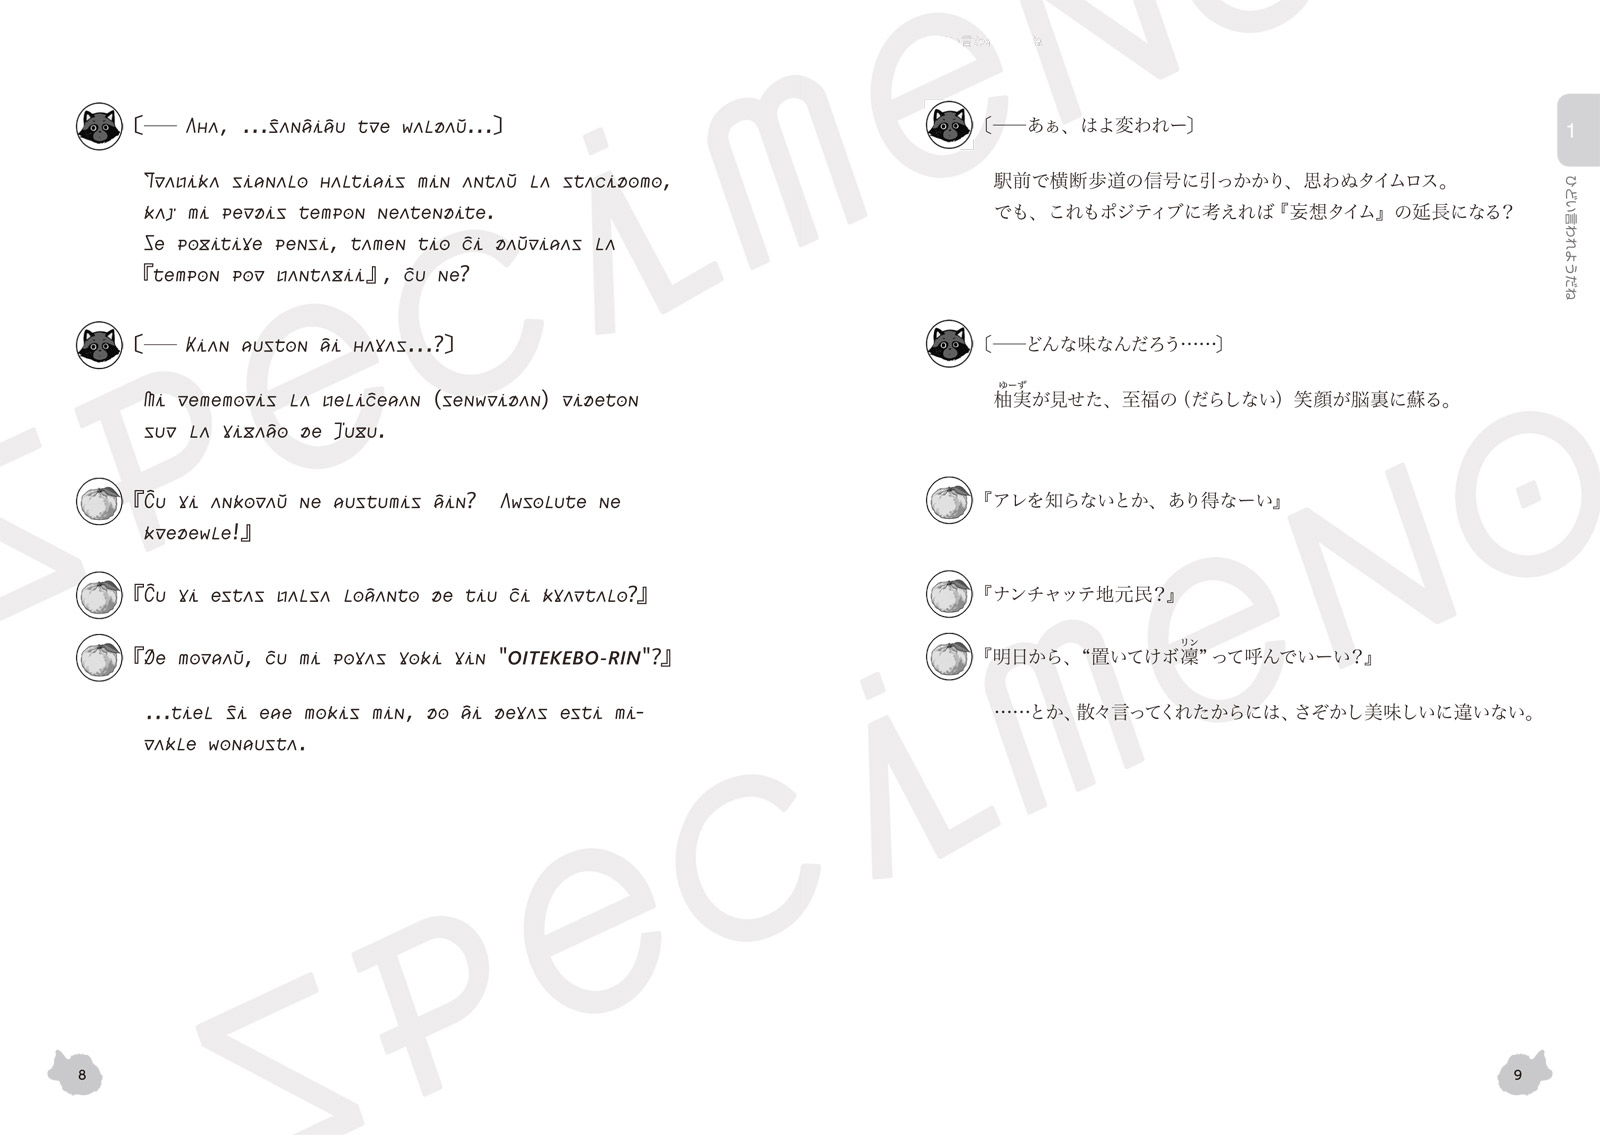 〔── Aha, ...ŝanĝiĝu tre baldaŭ...〕
Trafika signalo haltigis min antaŭ la stacidomo,
kaj mi perdis tempon neatendite.
Se pozitive pensi, tamen tio ĉi daŭrigas la
『tempon por fantazii』, ĉu ne?
〔── Kian guston ĝi havas...?〕
Mi rememoris la feliĉegan (senbridan) rideton
sur la vizaĝo de Juzu.
『Ĉu vi ankoraŭ ne gustumis ĝin? Absolute ne
kredeble!』
『Ĉu vi estas falsa loĝanto de tiu ĉi kvartalo?』
『De morgaŭ, ĉu mi povas voki vin "OITEKEBO-RIN"?』
...tiel ŝi ege mokis min, do ĝi devas esti mi-
rakle bongusta.
8
〔──あぁ、はよ変われー〕
駅前で横断歩道の信号に引っかかり、思わぬタイムロス。
でも、これもポジティブに考えれば『妄想タイム』の延長になる？
〔──どんな味なんだろう……〕
ゆーず
柚実が見せた、至福の（だらしない）笑顔が脳裏に蘇る。
『アレを知らないとか、あり得なーい』
『ナンチャッテ地元民？』
リン
『明日から、“置いてけボ凜”って呼んでいーい？』
……とか、散々言ってくれたからには、さぞかし美味しいに違いない。
1
ひどい言われようだね
9
Specimeno
Specimeno